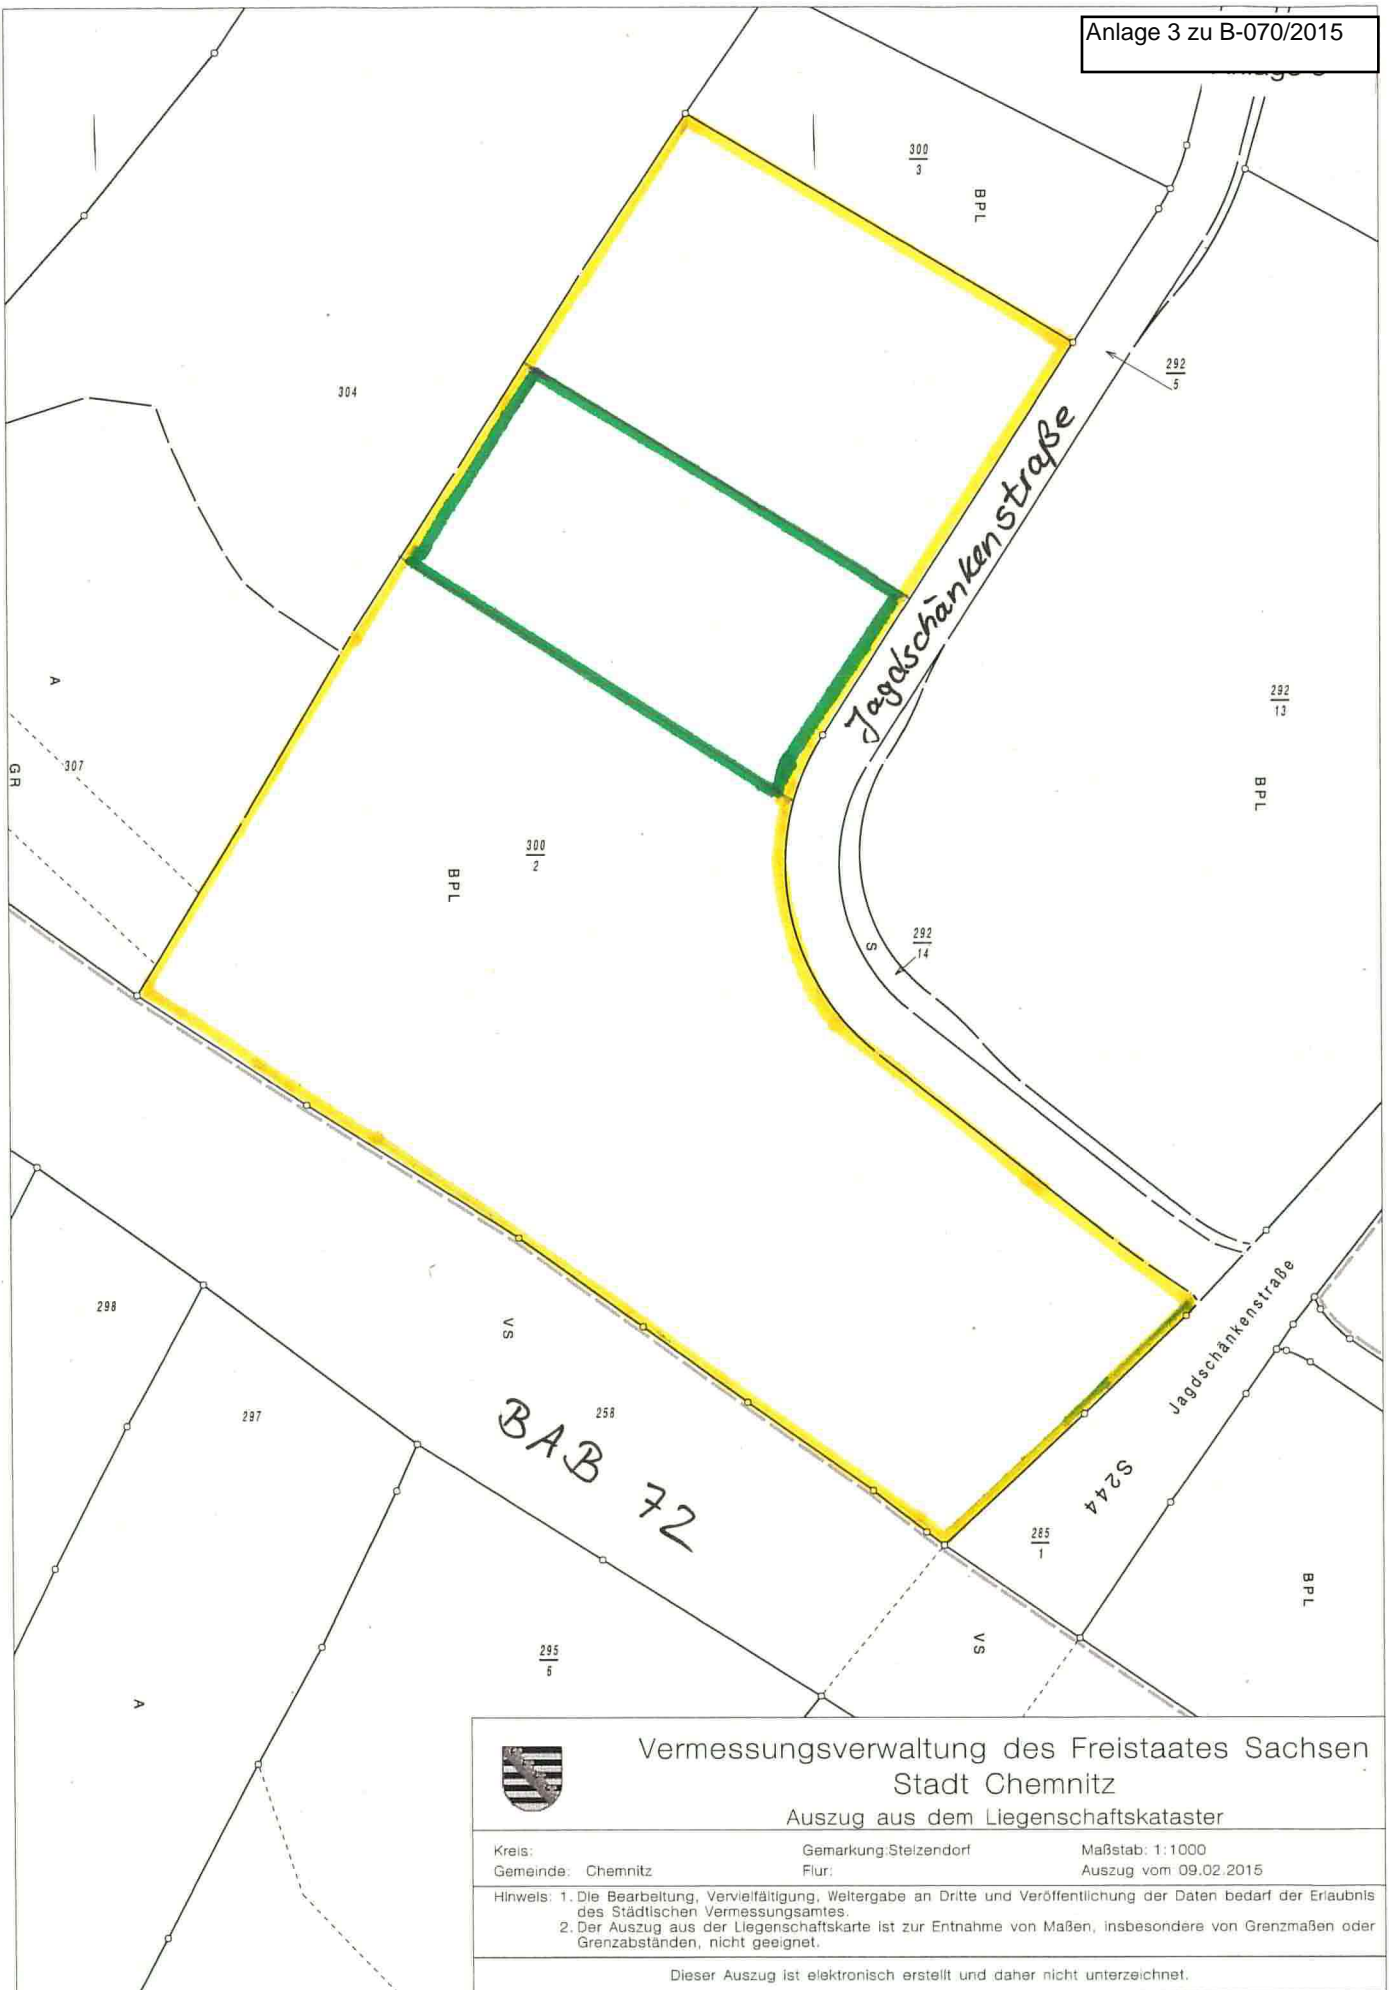 Anlage 3 zu B-070/2015
300
3
BPL
292
5
304
Jagdschänkenstraße
A
292
13
307
GR
BPL
300
2
BPL
292
14
S
298
VS
Jagdschänkenstraße
297
258
BAB 72
S244
285
1
BPL
295
6
VS
A
Vermessungsverwaltung des Freistaates Sachsen
Stadt Chemnitz
Auszug aus dem Liegenschaftskataster
Kreis: Gemarkung:Stelzendorf Maßstab: 1:1000
Gemeinde: Chemnitz Flur: Auszug vom 09.02.2015
Hinweis: 1. Die Bearbeitung, Vervielfältigung, Weitergabe an Dritte und Veröffentlichung der Daten bedarf der Erlaubnis
des Städtischen Vermessungsamtes.
2. Der Auszug aus der Liegenschaftskarte ist zur Entnahme von Maßen, insbesondere von Grenzmaßen oder
Grenzabständen, nicht geeignet.
Dieser Auszug ist elektronisch erstellt und daher nicht unterzeichnet.